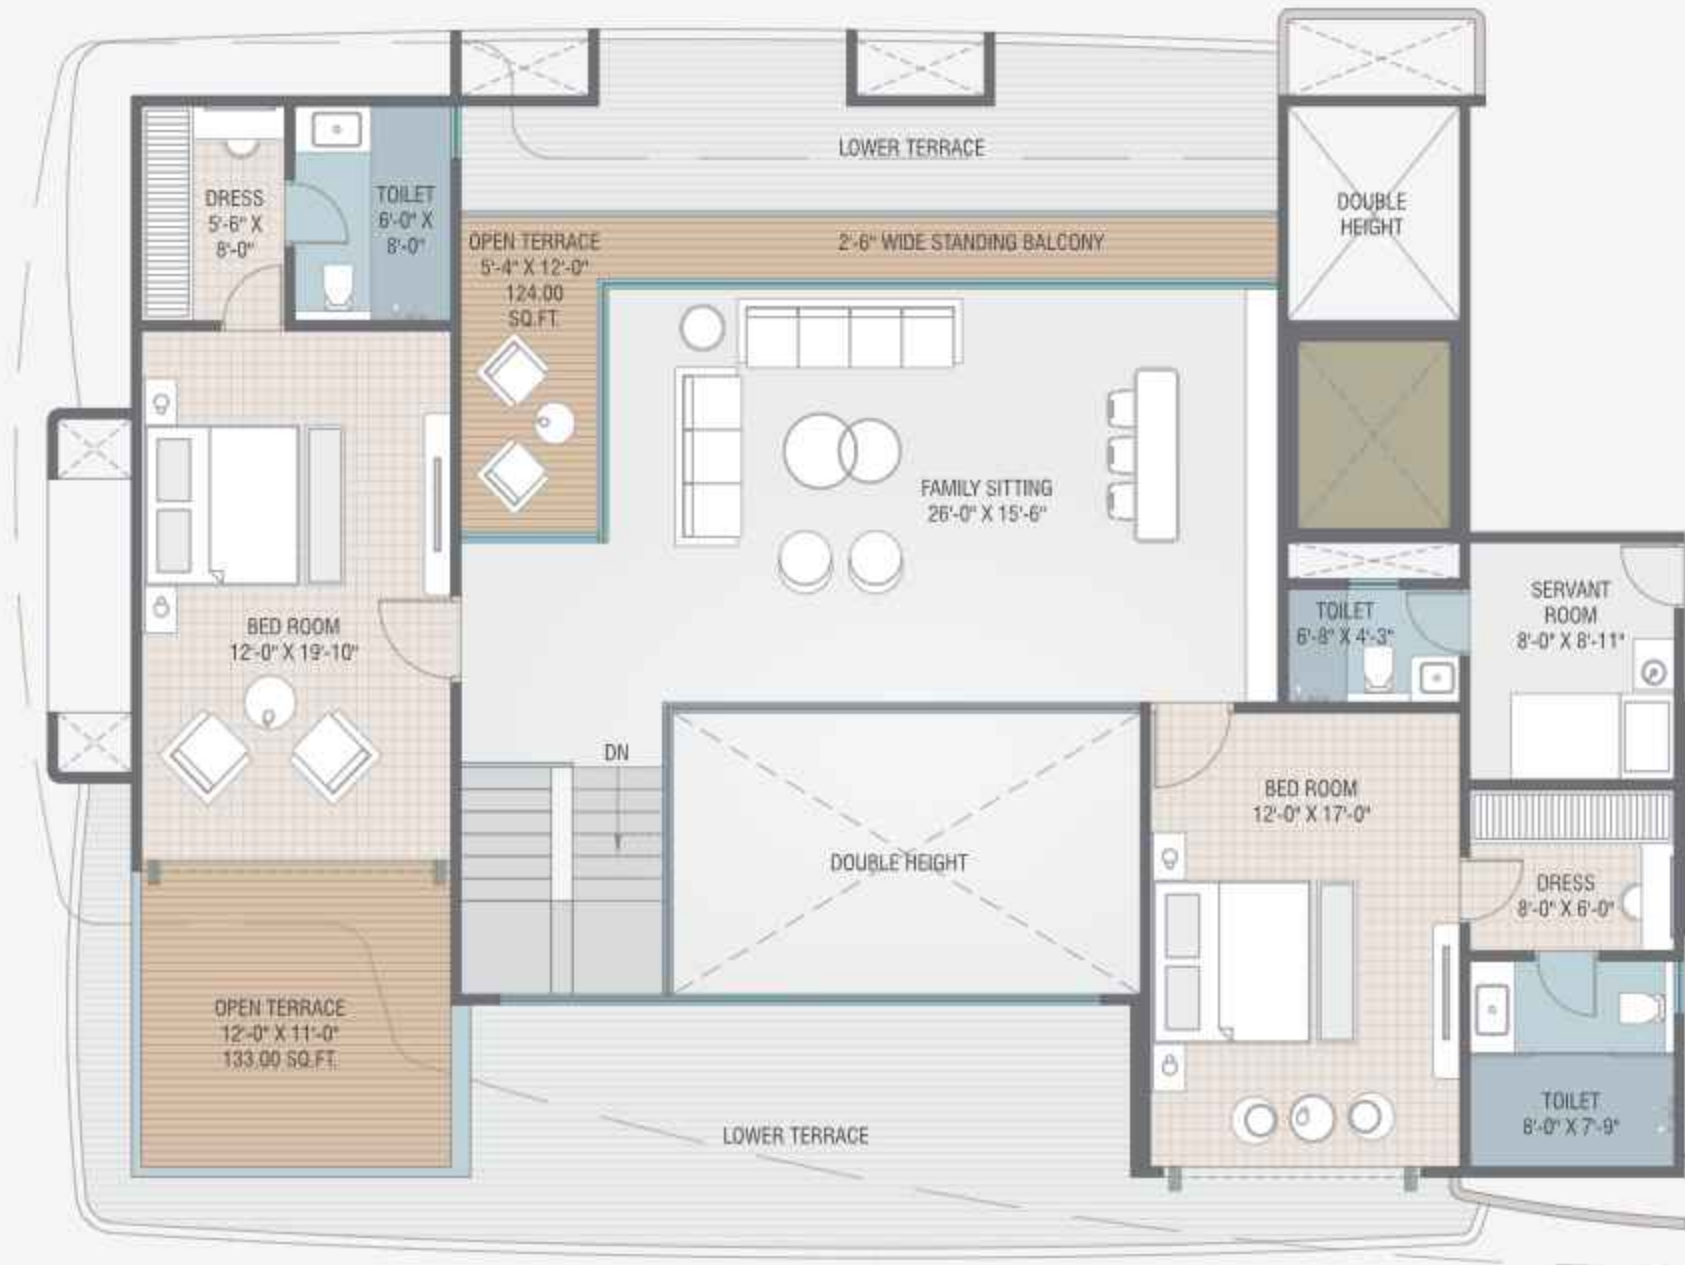 LOWER TERRACE
DOUBLE
HEIGHT
DRESS
5'-6" X
8'-0"
TOILET
6'-0" X
8'-0"
OPEN TERRACE
5'-4" X 12'-0"
124.00
SQ.FT.
2'-6" WIDE STANDING BALCONY
FAMILY SITTING
26'-0" X 15'-6"
BED ROOM
12'-0" X 19'-10"
TOILET
6'-8" X 4'-3"
SERVANT
ROOM
8'-0" X 8'-11"
DN
DOUBLE HEIGHT
BED ROOM
12'-0" X 17'-0"
DRESS
8'-0" X 6'-0"
OPEN TERRACE
12'-0" X 11'-0"
133.00 SQ.FT.
LOWER TERRACE
TOILET
8'-0" X 7'-9"